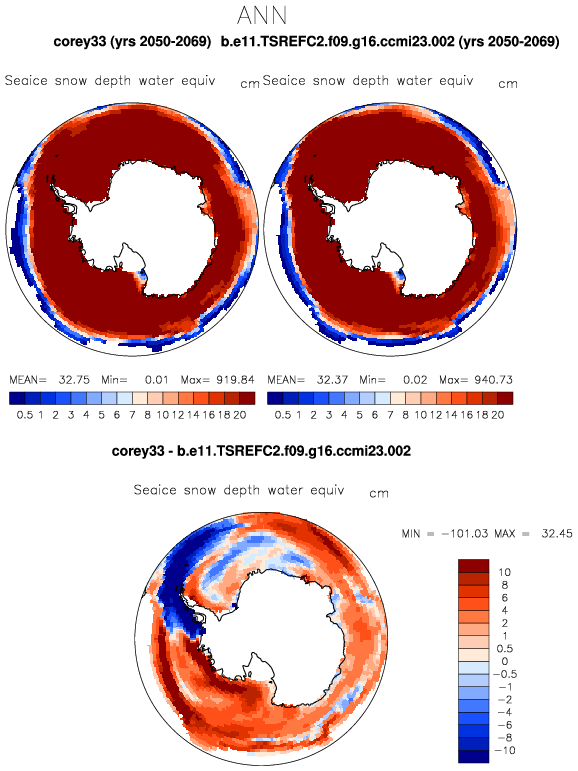 ANN
corey33 (yrs 2050-2069) b.e11.TSREFC2.f09.g16.ccmi23.002 (yrs 2050-2069)
Seaice snow depth water equiv cm Seaice snow depth water equiv cm
MEAN= 32.75 Min= 0.01 Max= 919.84 MEAN= 32.37 Min= 0.02 Max= 940.73
0.5 1 2 3 4 5 6 7 8 10 12 14 16 18 20 0.5 1 2 3 4 5 6 7 8 10 12 14 16 18 20
corey33 - b.e11.TSREFC2.f09.g16.ccmi23.002
Seaice snow depth water equiv cm
MIN = -101.03 MAX = 32.45
10
8
6
4
2
1
0.5
0
-0.5
-1
-2
-4
-6
-8
-10